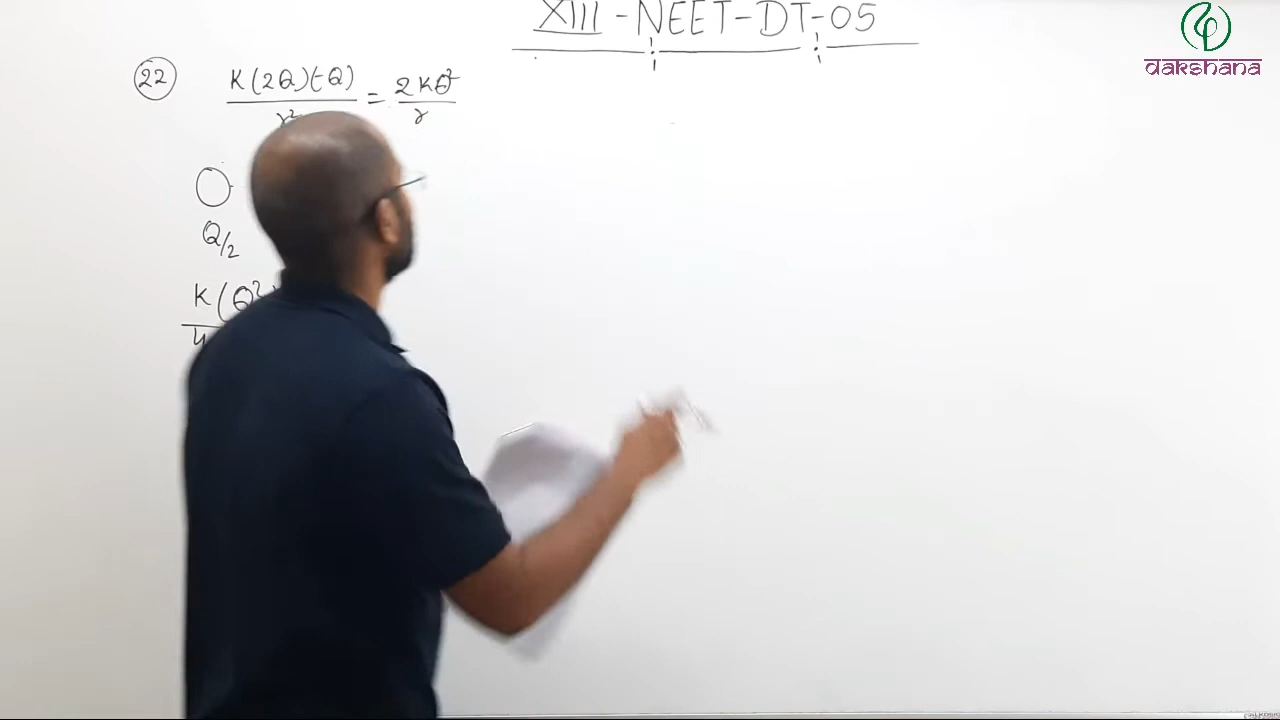 XIII - NEET - DT - 05
dakshana
22 K(2Q)(-Q) / r² = 2KQ² / r
Q/2
K(Q²